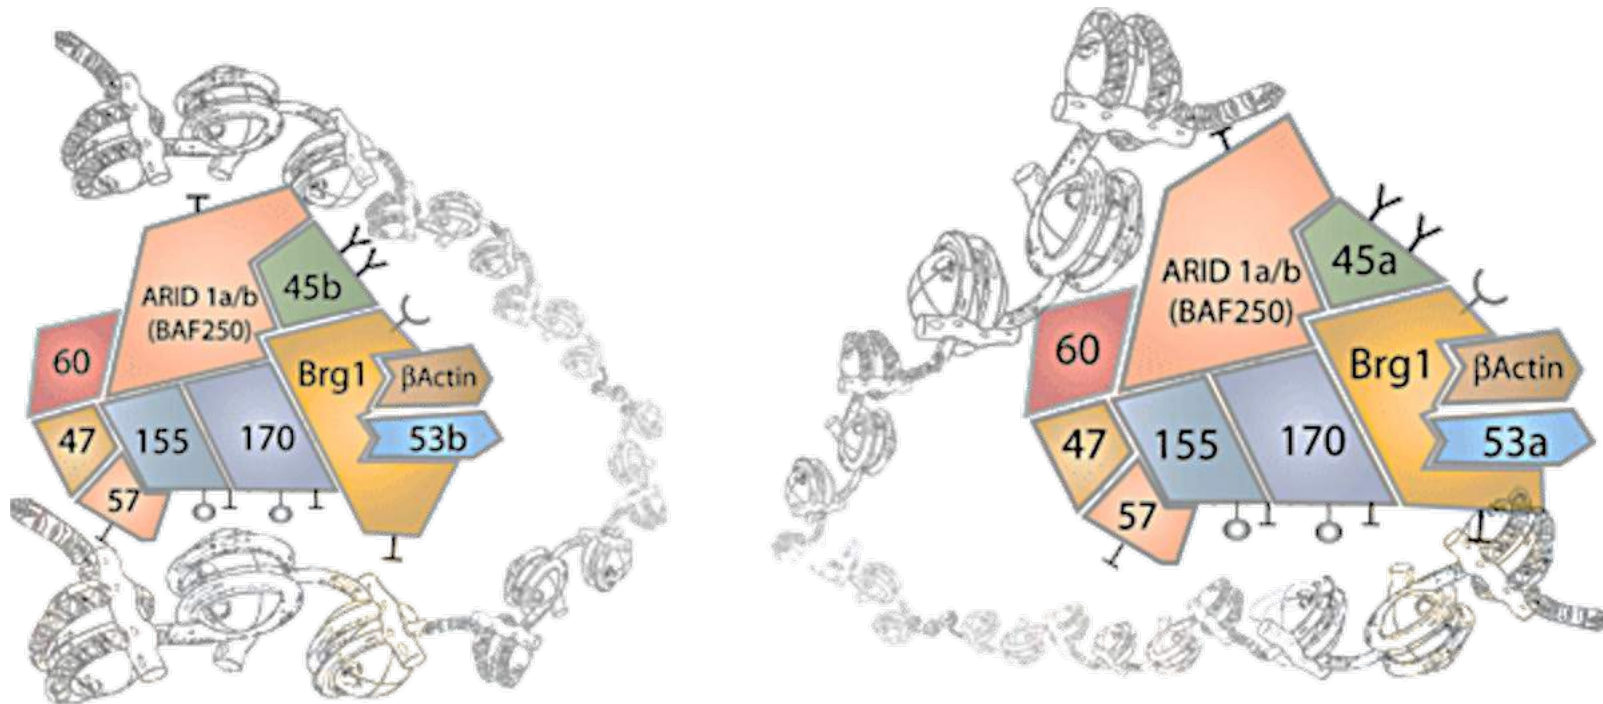 ARID 1a/b
(BAF250)
45b
60
Brg1
βActin
47
155
170
53b
57
ARID 1a/b
(BAF250)
45a
60
Brg1
βActin
47
155
170
53a
57